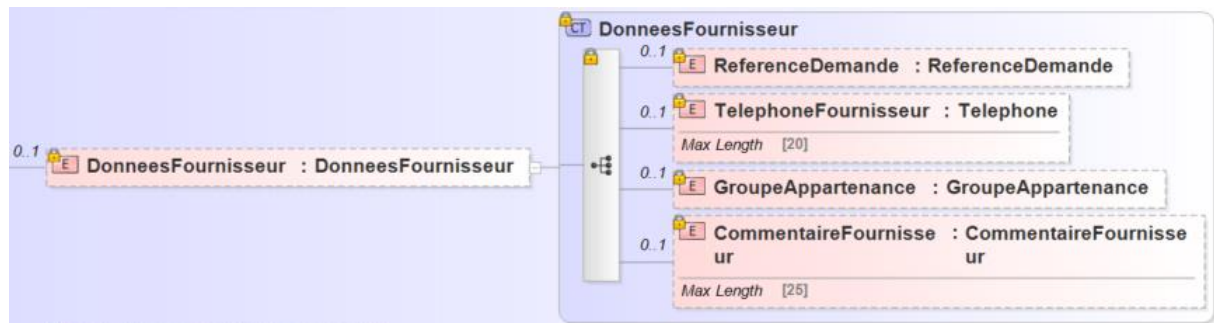 CT DonneesFournisseur
0..1 E ReferenceDemande : ReferenceDemande
0..1 E TelephoneFournisseur : Telephone
Max Length [20]
0..1 E DonneesFournisseur : DonneesFournisseur
0..1 E GroupeAppartenance : GroupeAppartenance
0..1 E CommentaireFournisse : CommentaireFournisse
ur ur
Max Length [25]